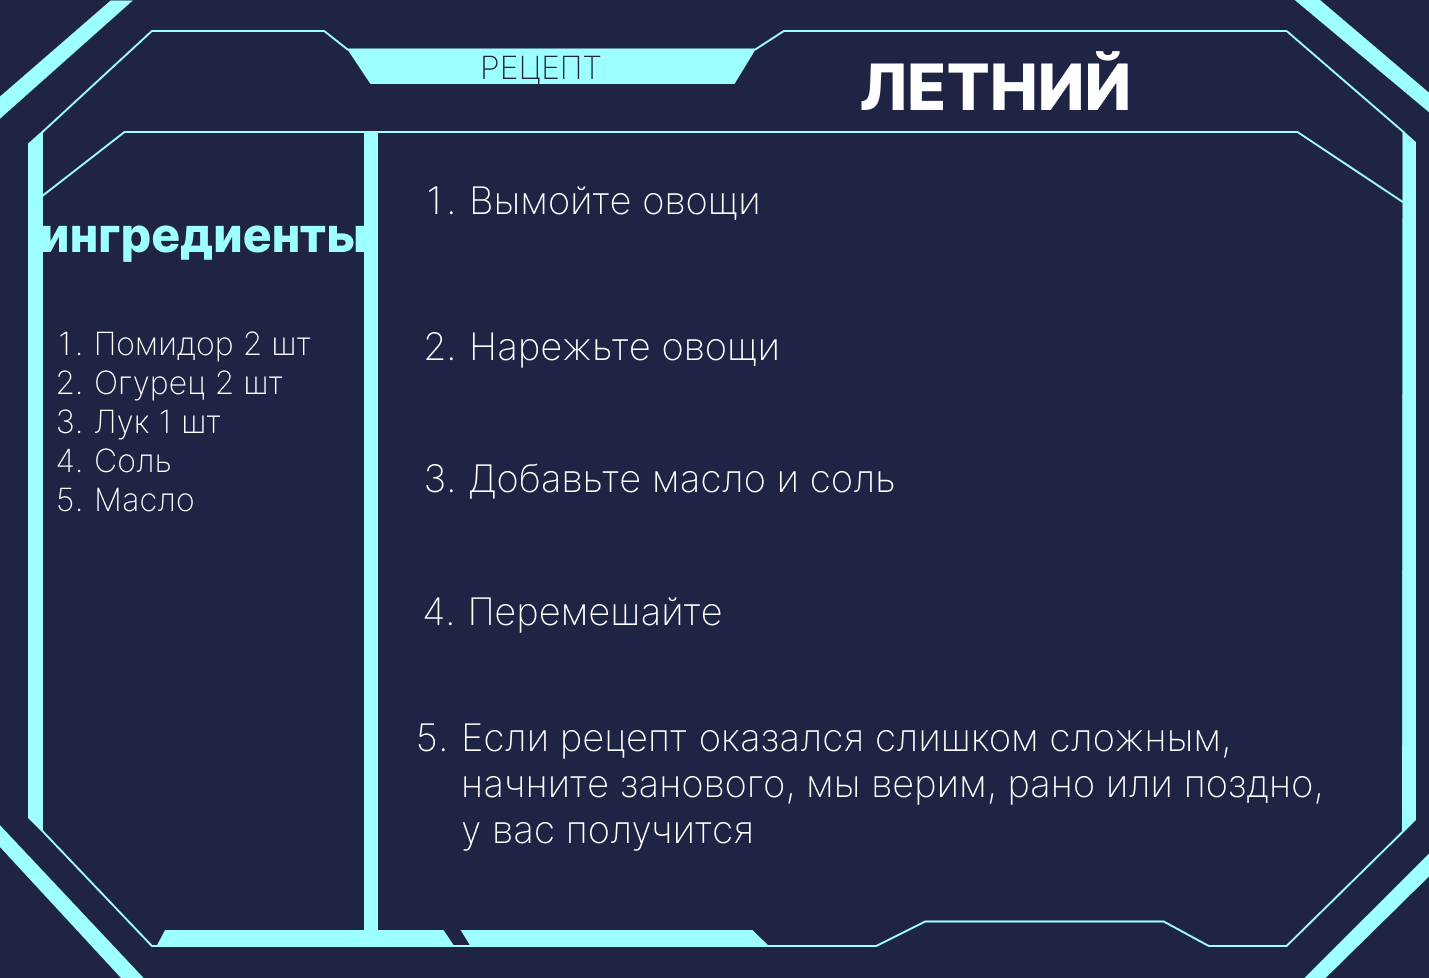 РЕЦЕПТ
ЛЕТНИЙ
ингредиенты
1. Помидор 2 шт
2. Огурец 2 шт
3. Лук 1 шт
4. Соль
5. Масло
1. Вымойте овощи
2. Нарежьте овощи
3. Добавьте масло и соль
4. Перемешайте
5. Если рецепт оказался слишком сложным,
начните занового, мы верим, рано или поздно,
у вас получится